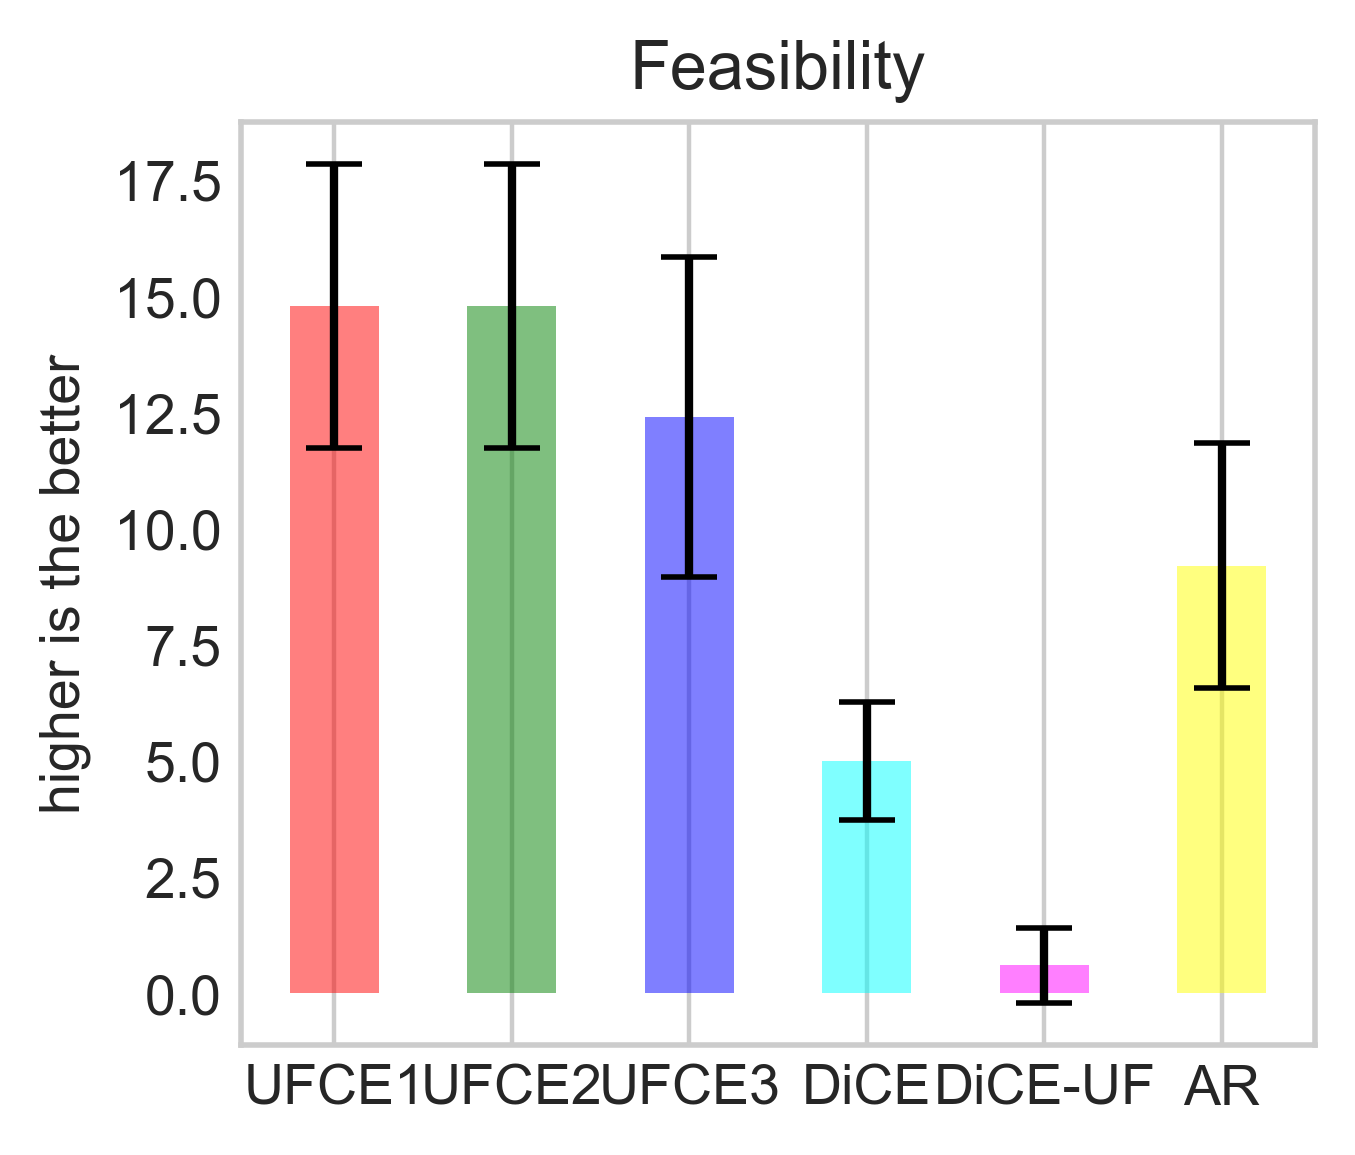 Feasibility
higher is the better
17.5
15.0
12.5
10.0
7.5
5.0
2.5
0.0
UFCE1 UFCE2 UFCE3 DiCE DiCE-UF AR